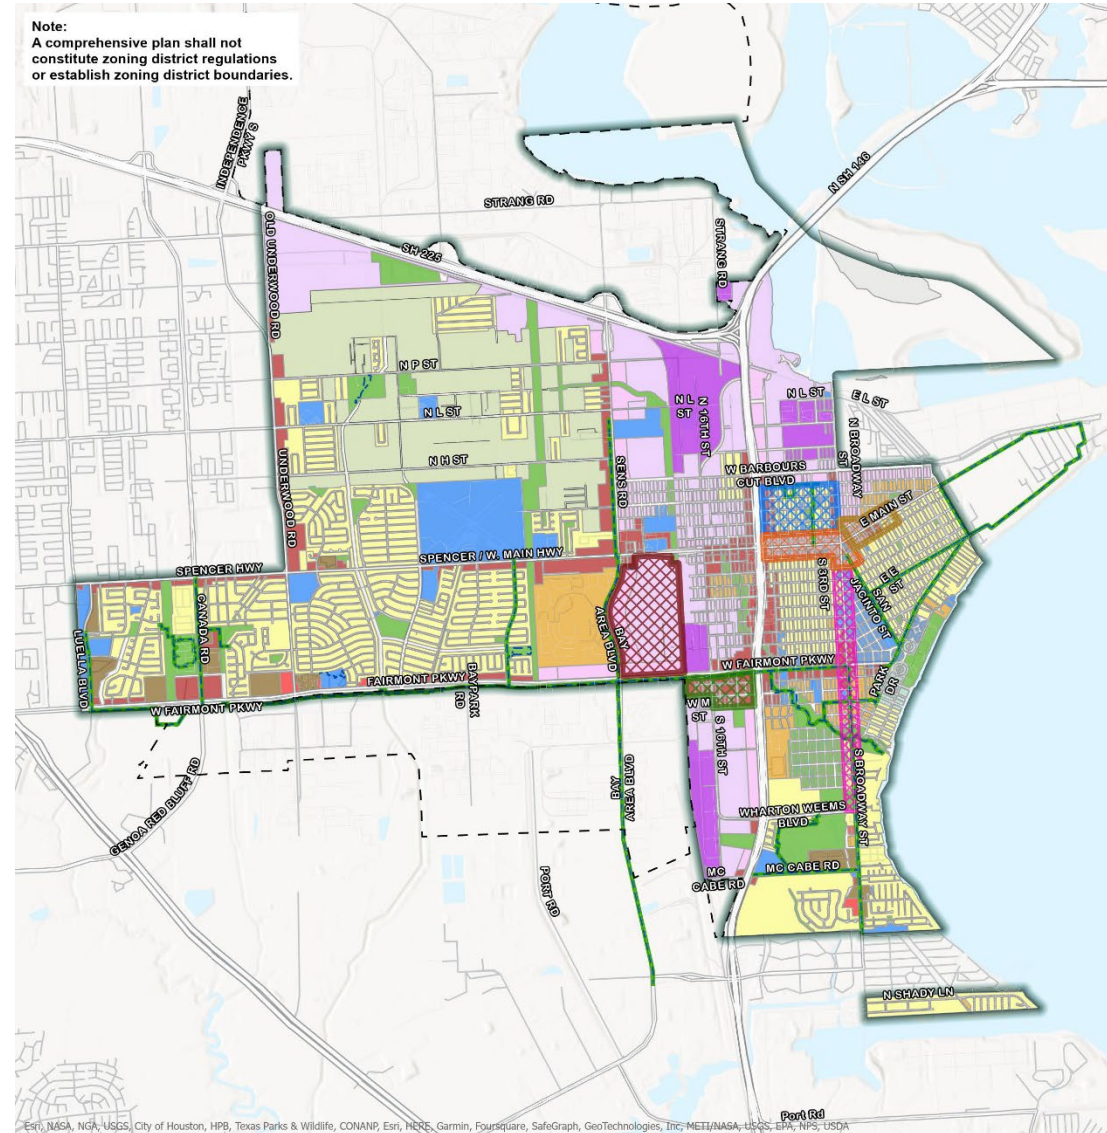 Note:
A comprehensive plan shall not
constitute zoning district regulations
or establish zoning district boundaries.
INDEPENDENCE
PKWY S
N SH 146
STRANG RD
STRANG RD
SH 225
OLD UNDERWOOD RD
N P ST
N L ST
N L
ST
N 16TH ST
N L ST
E L ST
N BROADWAY
ST
N H ST
UNDERWOOD RD
SENS RD
W BARBOURS
CUT BLVD
E MAIN ST
SPENCER / W. MAIN HWY
SPENCER HWY
S 3RD ST
E E
ST
SAN
JACINTO ST
CANADA RD
LUELLA BLVD
BAY
AREA BLVD
W FAIRMONT PKWY
PARK
DR
FAIRMONT PKWY
BAYPARK
RD
W FAIRMONT PKWY
W M
ST
S 16TH ST
GENOA RED BLUFF RD
BAY
AREA BLVD
S BROADWAY ST
WHARTON WEEMS
BLVD
MC
CABE RD
MC CABE RD
PORT RD
N SHADY LN
Port Rd
Esri, NASA, NGA, USGS, City of Houston, HPB, Texas Parks & Wildlife, CONANP, Esri, HERE, Garmin, Foursquare, SafeGraph, GeoTechnologies, Inc, METI/NASA, USGS, EPA, NPS, USDA